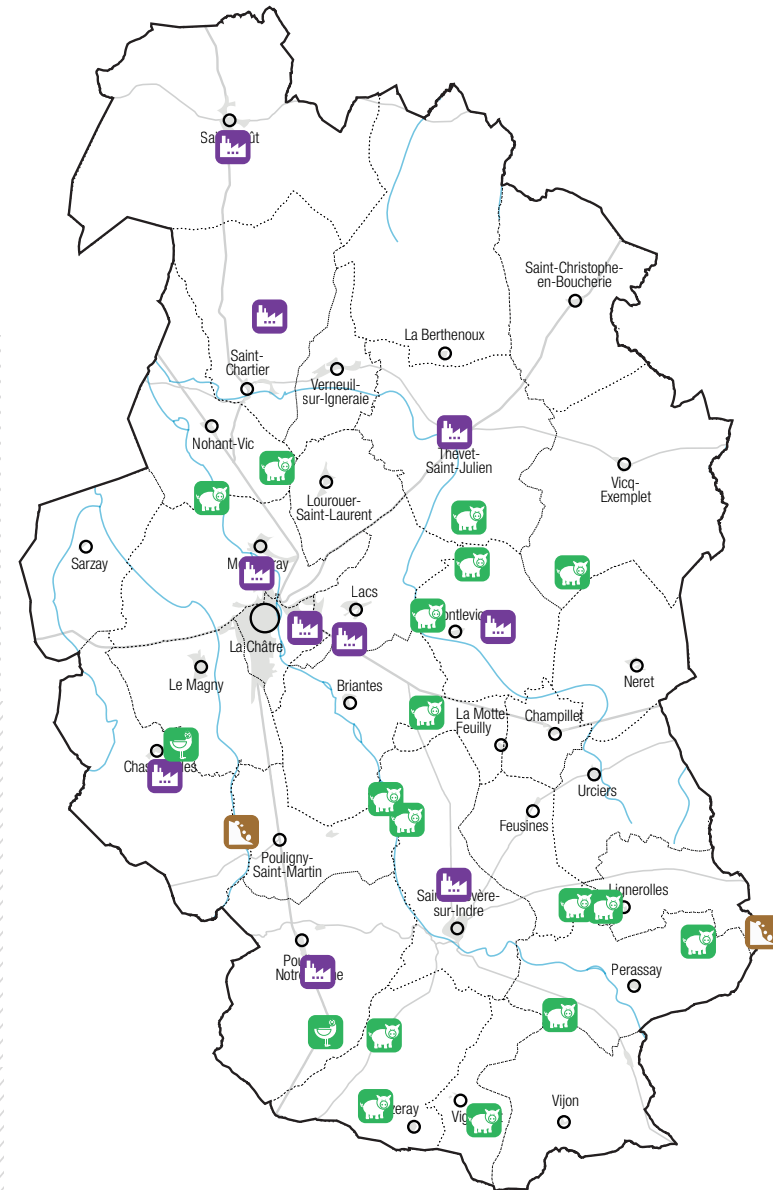 Saint-Christophe-
en-Boucherie
La Berthenoux
Saint-
Chartier
Verneuil-
sur-Igneraie
Nohant-Vic
Thevet-
Saint-Julien
Vicq-
Exemplet
Lourouer-
Saint-Laurent
Sarzay
Lacs
La Châtre
Le Magny
Briantes
Neret
La Motte-
Feuilly
Champillet
Urciers
Feusines
Pouligny-
Saint-Martin
sur-Indre
Lignerolles
Perassay
Vijon